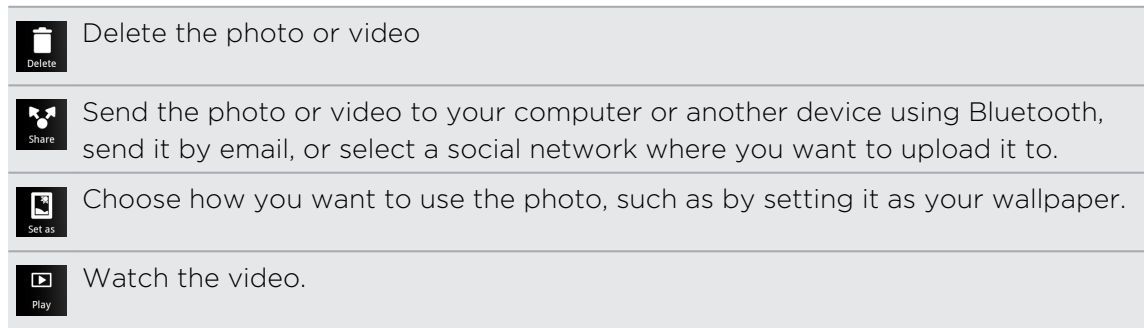 Delete
Delete the photo or video
Share
Send the photo or video to your computer or another device using Bluetooth,
send it by email, or select a social network where you want to upload it to.
Set as
Choose how you want to use the photo, such as by setting it as your wallpaper.
Play
Watch the video.